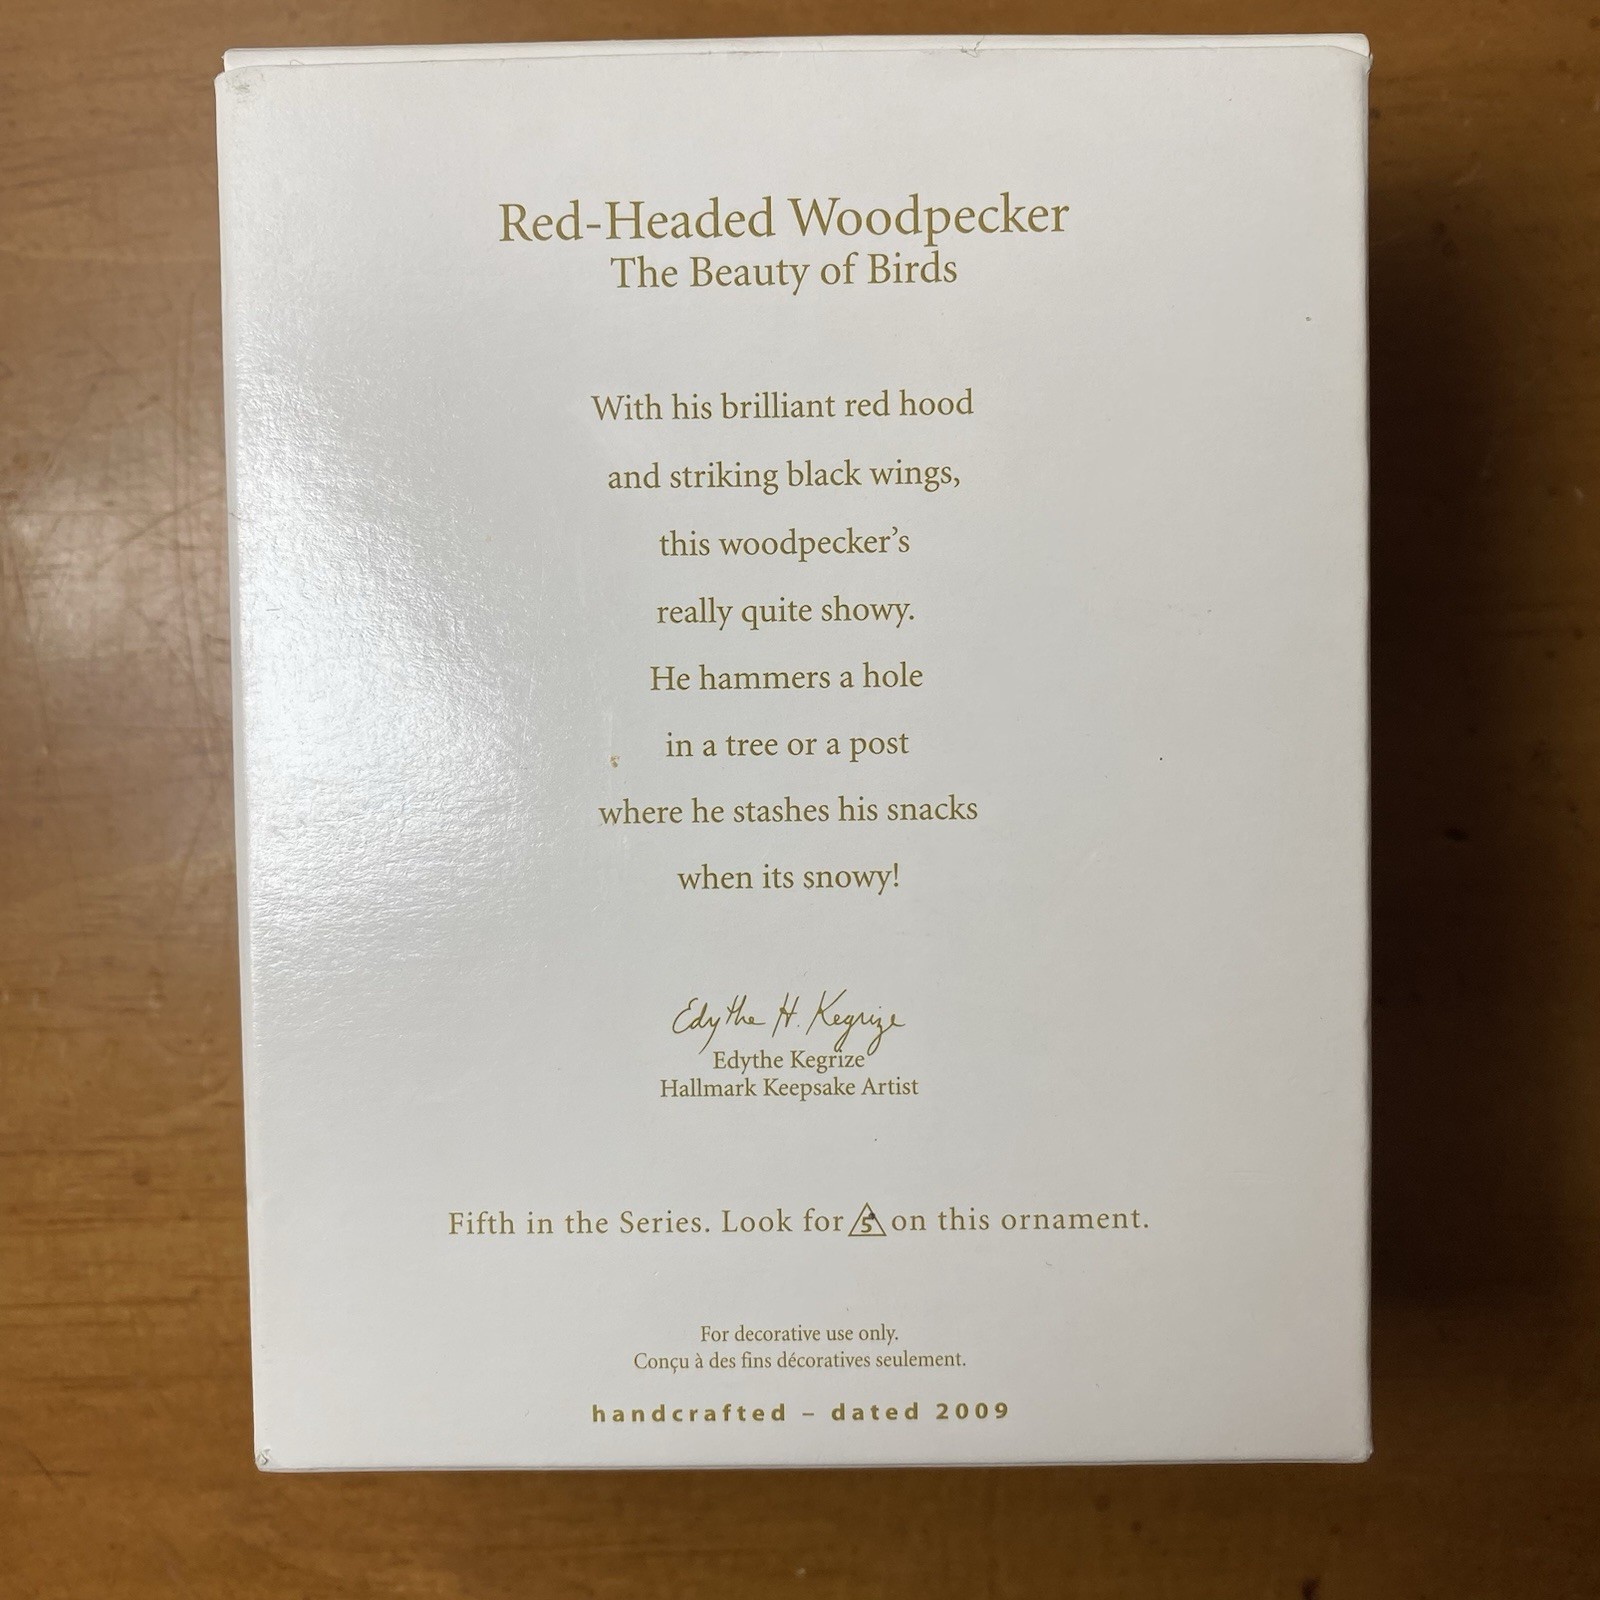 Red-Headed Woodpecker
The Beauty of Birds
With his brilliant red hood
and striking black wings,
this woodpecker’s
really quite showy.
He hammers a hole
in a tree or a post
where he stashes his snacks
when its snowy!
Edythe H. Kegrize
Edythe Kegrize
Hallmark Keepsake Artist
Fifth in the Series. Look for 5 on this ornament.
For decorative use only.
Conçu à des fins décoratives seulement.
handcrafted – dated 2009